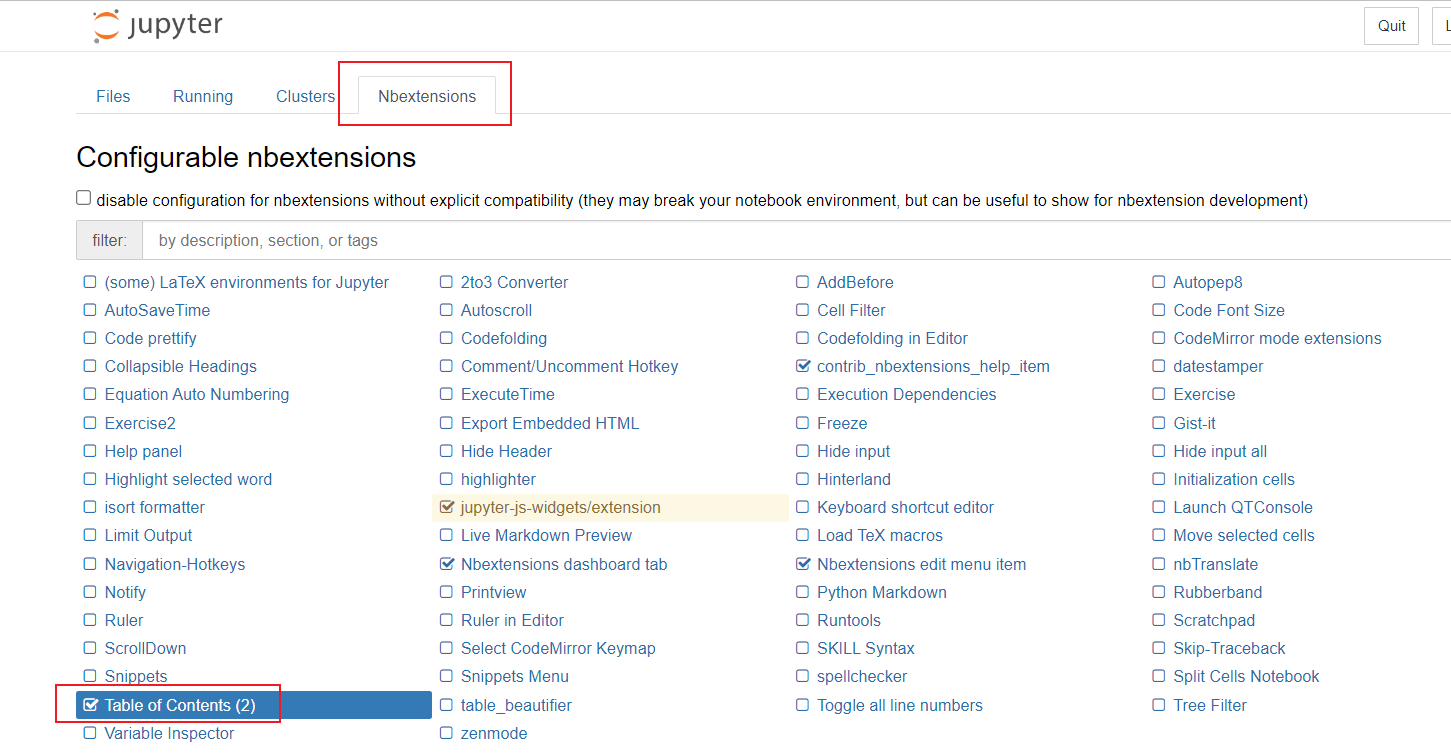 jupyter
Quit
L
Files Running Clusters Nbextensions
Configurable nbextensions
disable configuration for nbextensions without explicit compatibility (they may break your notebook environment, but can be useful to show for nbextension development)
filter: by description, section, or tags
(some) LaTeX environments for Jupyter 2to3 Converter AddBefore Autopep8
AutoSaveTime Autoscroll Cell Filter Code Font Size
Code prettify Codefolding Codefolding in Editor CodeMirror mode extensions
Collapsible Headings Comment/Uncomment Hotkey contrib_nbextensions_help_item datestamper
Equation Auto Numbering ExecuteTime Execution Dependencies Exercise
Exercise2 Export Embedded HTML Freeze Gist-it
Help panel Hide Header Hide input Hide input all
Highlight selected word highlighter Hinterland Initialization cells
isort formatter jupyter-js-widgets/extension Keyboard shortcut editor Launch QTConsole
Limit Output Live Markdown Preview Load TeX macros Move selected cells
Navigation-Hotkeys Nbextensions dashboard tab Nbextensions edit menu item nbTranslate
Notify Printview Python Markdown Rubberband
Ruler Ruler in Editor Runtools Scratchpad
ScrollDown Select CodeMirror Keymap SKILL Syntax Skip-Traceback
Snippets Snippets Menu spellchecker Split Cells Notebook
Table of Contents (2) table_beautifier Toggle all line numbers Tree Filter
Variable Inspector zenmode